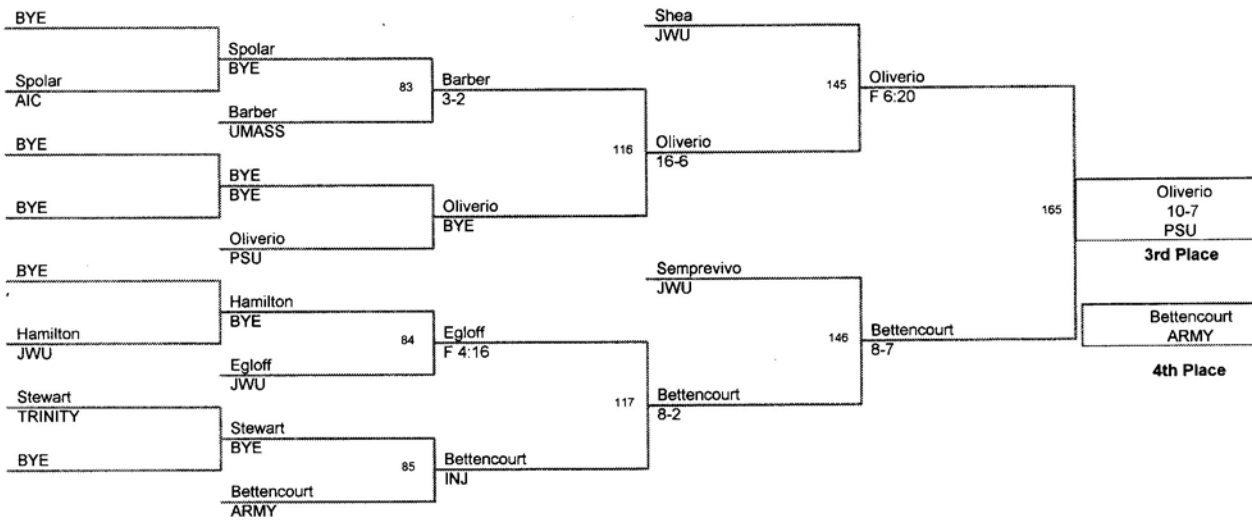 BYE
Spolar
AIC
BYE
BYE
BYE
Hamilton
JWU
Stewart
TRINITY
BYE
Spolar
BYE
Barber
UMASS
BYE
BYE
Oliverio
PSU
Hamilton
BYE
Egloff
JWU
Stewart
BYE
Bettencourt
ARMY
83
84
85
Barber
3-2
Oliverio
BYE
Egloff
F 4:16
Bettencourt
INJ
116
117
Shea
JWU
Oliverio
16-6
Semprevivo
JWU
Bettencourt
8-2
145
146
Oliverio
F 6:20
Bettencourt
8-7
165
Oliverio
10-7
PSU
3rd Place
Bettencourt
ARMY
4th Place